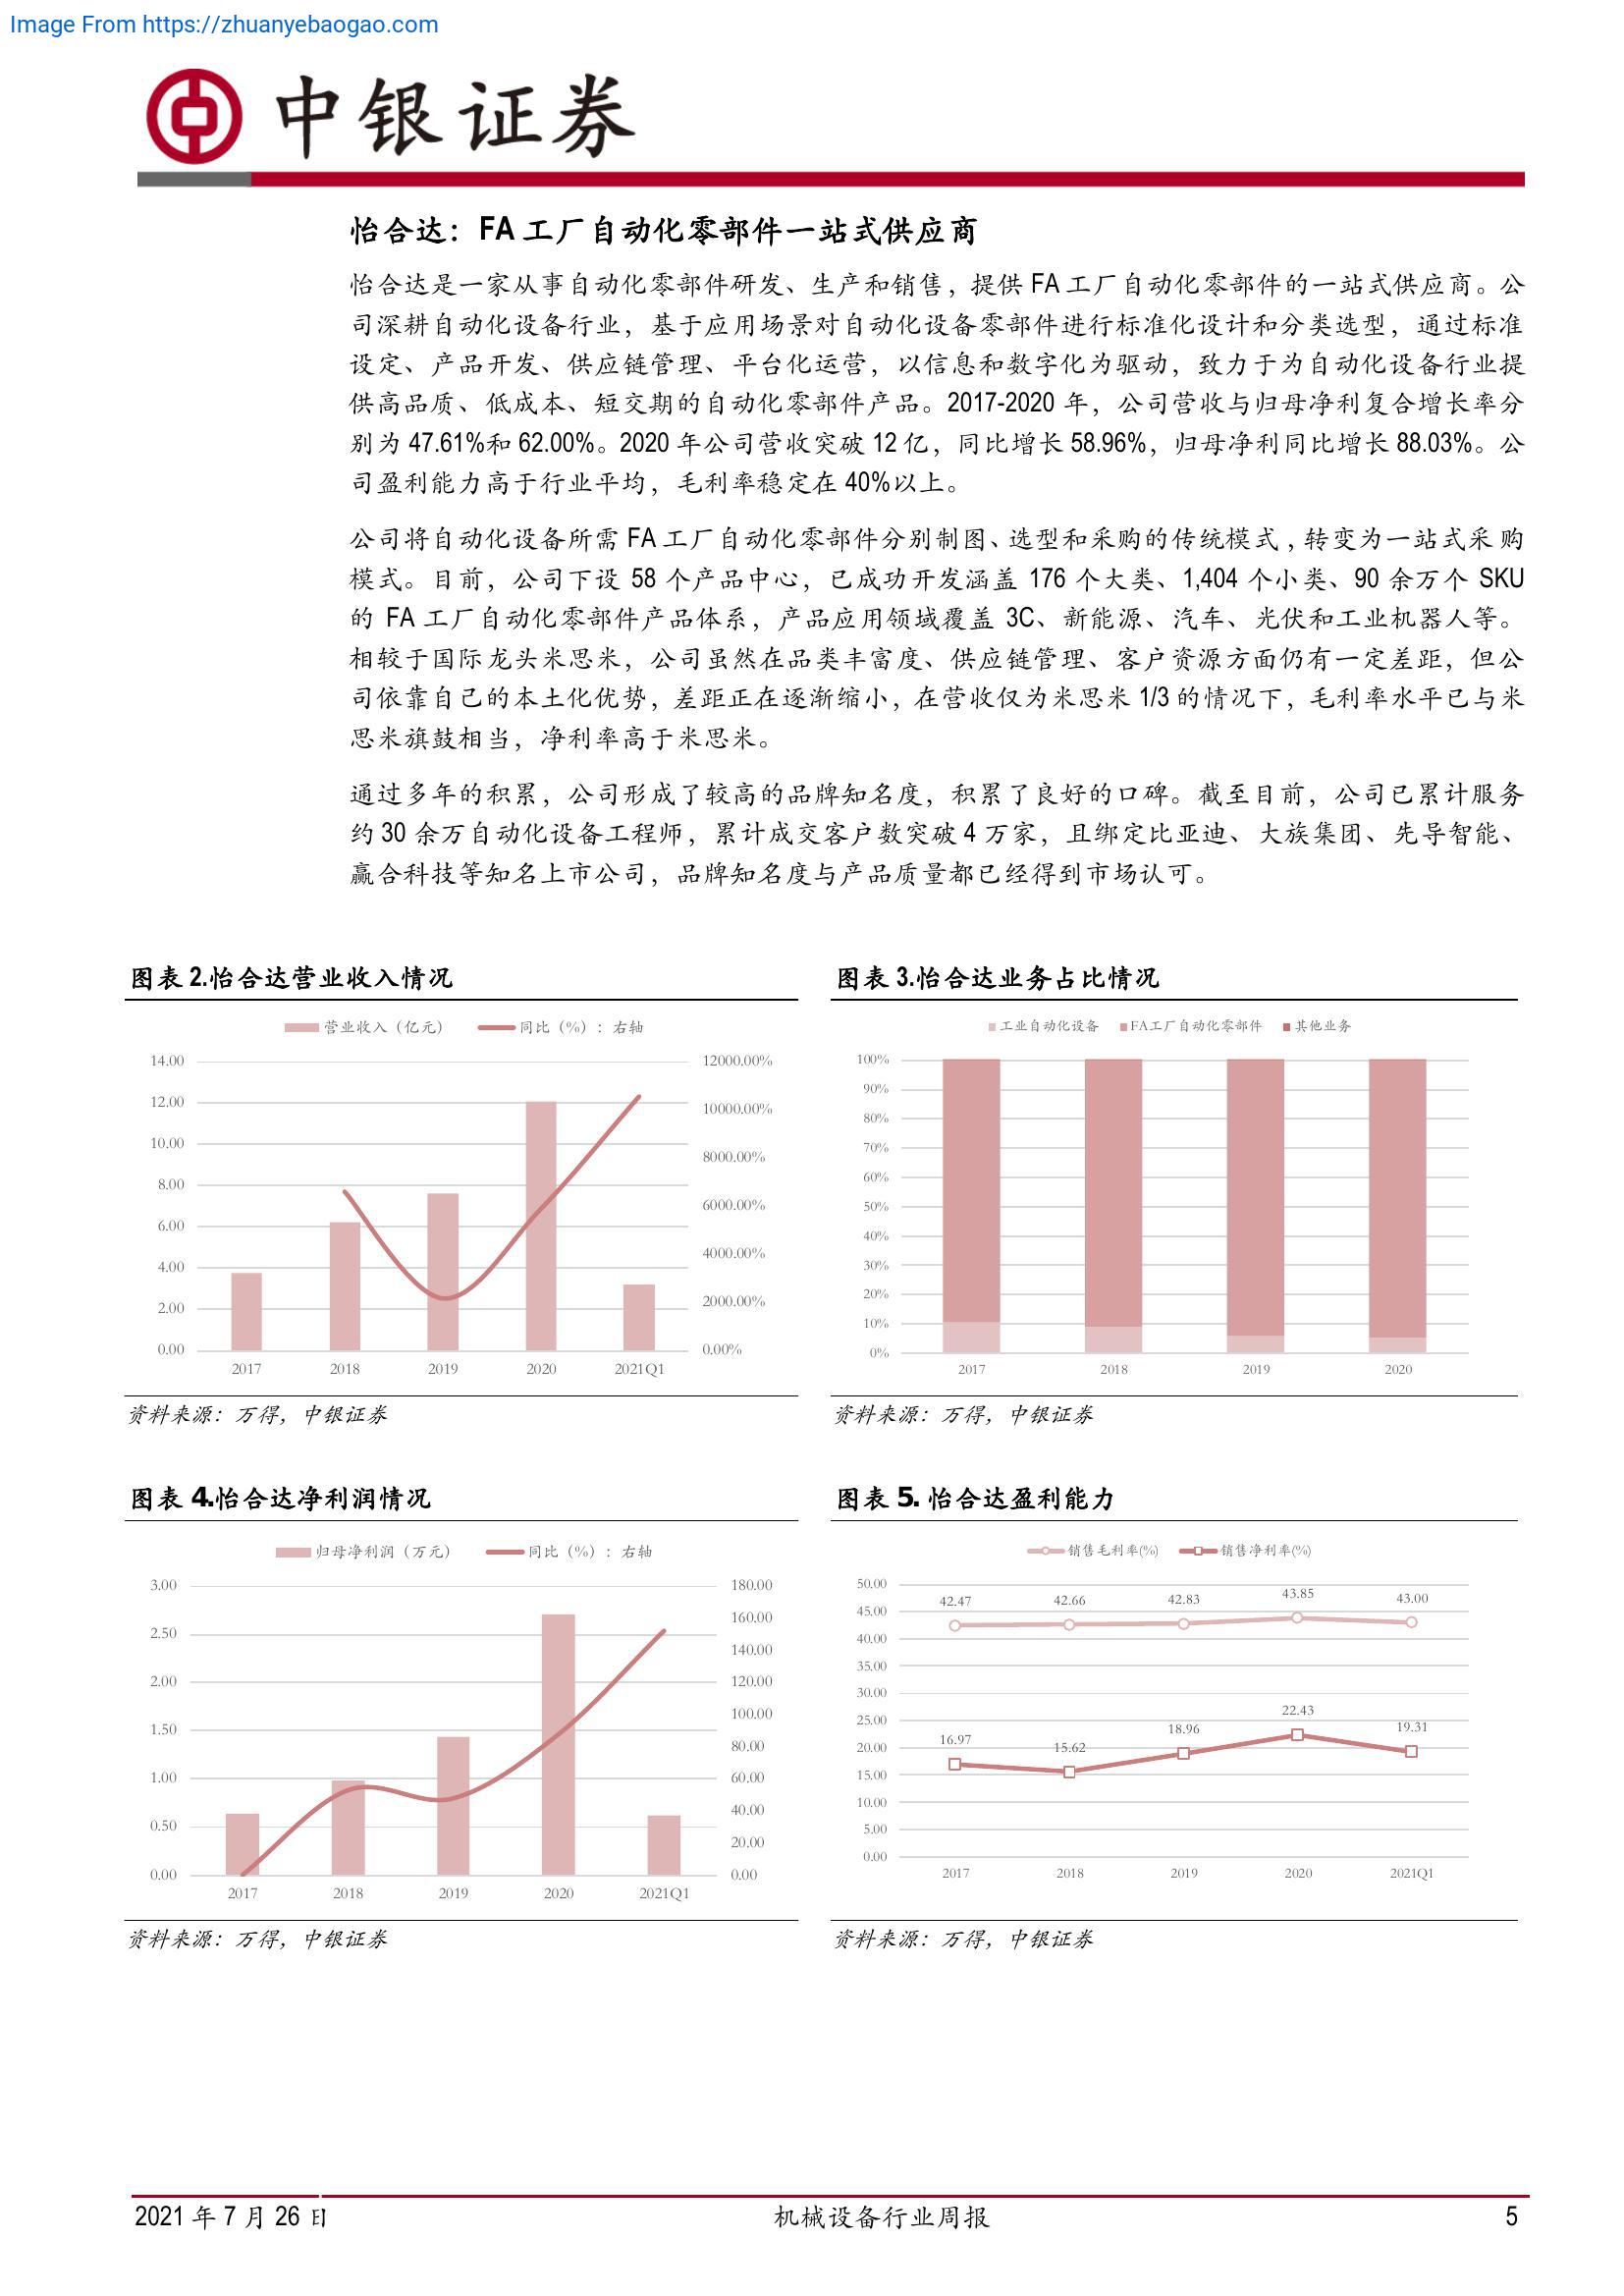 Image From https://zhuanyebaogao.com
中银证券
怡合达：FA 工厂自动化零部件一站式供应商
怡合达是一家从事自动化零部件研发、生产和销售，提供 FA 工厂自动化零部件的一站式供应商。公
司深耕自动化设备行业，基于应用场景对自动化设备零部件进行标准化设计和分类选型，通过标准
设定、产品开发、供应链管理、平台化运营，以信息和数字化为驱动，致力于为自动化设备行业提
供高品质、低成本、短交期的自动化零部件产品。2017-2020 年，公司营收与归母净利复合增长率分
别为 47.61%和 62.00%。2020 年公司营收突破 12 亿，同比增长 58.96%，归母净利同比增长 88.03%。公
司盈利能力高于行业平均，毛利率稳定在 40%以上。
公司将自动化设备所需 FA 工厂自动化零部件分别制图、选型和采购的传统模式，转变为一站式采购
模式。目前，公司下设 58 个产品中心，已成功开发涵盖 176 个大类、1,404 个小类、90 余万个 SKU
的 FA 工厂自动化零部件产品体系，产品应用领域覆盖 3C、新能源、汽车、光伏和工业机器人等。
相较于国际龙头米思米，公司虽然在品类丰富度、供应链管理、客户资源方面仍有一定差距，但公
司依靠自己的本土化优势，差距正在逐渐缩小，在营收仅为米思米 1/3 的情况下，毛利率水平已与米
思米旗鼓相当，净利率高于米思米。
通过多年的积累，公司形成了较高的品牌知名度，积累了良好的口碑。截至目前，公司已累计服务
约 30 余万自动化设备工程师，累计成交客户数突破 4 万家，且绑定比亚迪、大族集团、先导智能、
赢合科技等知名上市公司，品牌知名度与产品质量都已经得到市场认可。
图表 2.怡合达营业收入情况
营业收入（亿元） 同比（%）：右轴
14.00 12000.00%
12.00 10000.00%
10.00 8000.00%
8.00 6000.00%
6.00 4000.00%
4.00 2000.00%
2.00
0.00 0.00%
2017 2018 2019 2020 2021Q1
资料来源：万得，中银证券
图表 3.怡合达业务占比情况
工业自动化设备 FA工厂自动化零部件 其他业务
100%
90%
80%
70%
60%
50%
40%
30%
20%
10%
0%
2017 2018 2019 2020
资料来源：万得，中银证券
图表 4.怡合达净利润情况
归母净利润（万元） 同比（%）：右轴
3.00 180.00
160.00
2.50 140.00
2.00 120.00
100.00
1.50 80.00
1.00 60.00
40.00
0.50 20.00
0.00 0.00
2017 2018 2019 2020 2021Q1
资料来源：万得，中银证券
图表 5. 怡合达盈利能力
销售毛利率(%) 销售净利率(%)
50.00
45.00
40.00
35.00
30.00
25.00
20.00
15.00
10.00
5.00
0.00
42.47 42.66 42.83 43.85 43.00
16.97 15.62 18.96 22.43 19.31
2017 2018 2019 2020 2021Q1
资料来源：万得，中银证券
2021 年 7 月 26 日 机械设备行业周报 5